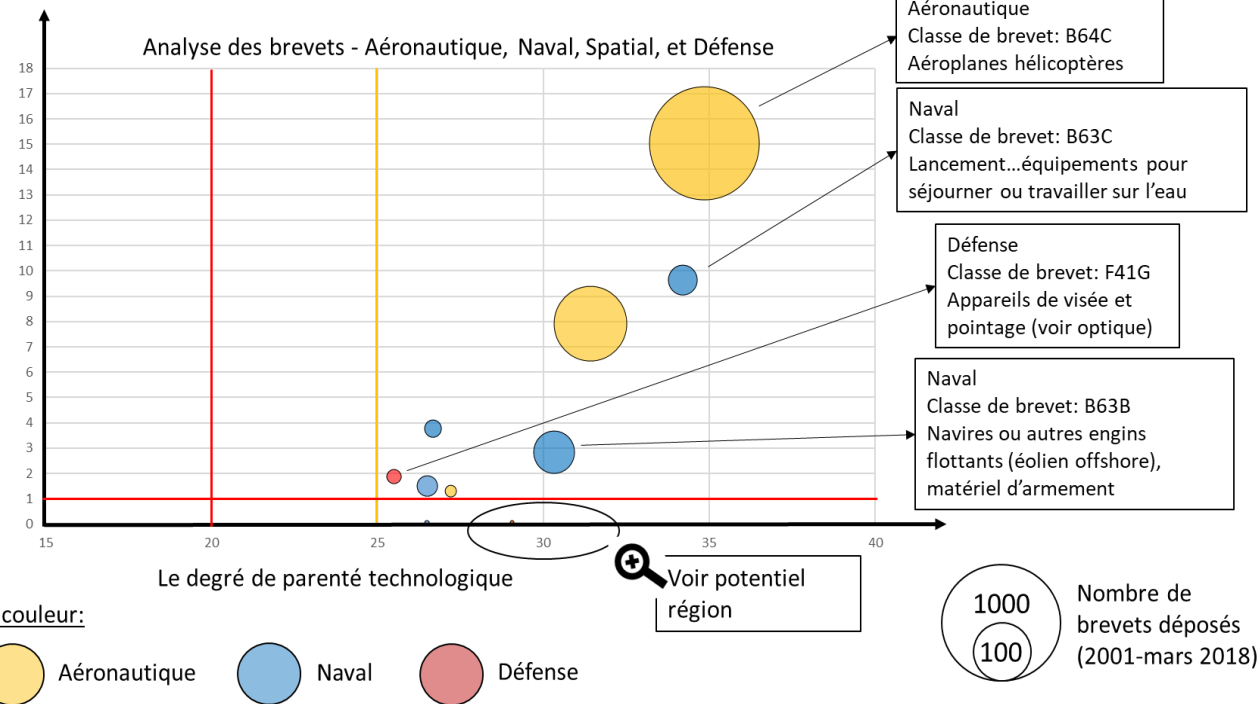 Analyse des brevets - Aéronautique, Naval, Spatial, et Défense
18
17
16
15
14
13
12
11
10
9
8
7
6
5
4
3
2
1
0
15
20
25
30
35
40
Le degré de parenté technologique
Aéronautique
Classe de brevet: B64C
Aéroplanes hélicoptères
Naval
Classe de brevet: B63C
Lancement...équipements pour
séjourner ou travailler sur l'eau
Défense
Classe de brevet: F41G
Appareils de visée et
pointage (voir optique)
Naval
Classe de brevet: B63B
Navires ou autres engins
flottants (éolien offshore),
matériel d'armement
Voir potentiel
région
couleur:
Aéronautique
Naval
Défense
1000
100
Nombre de
brevets déposés
(2001-mars 2018)